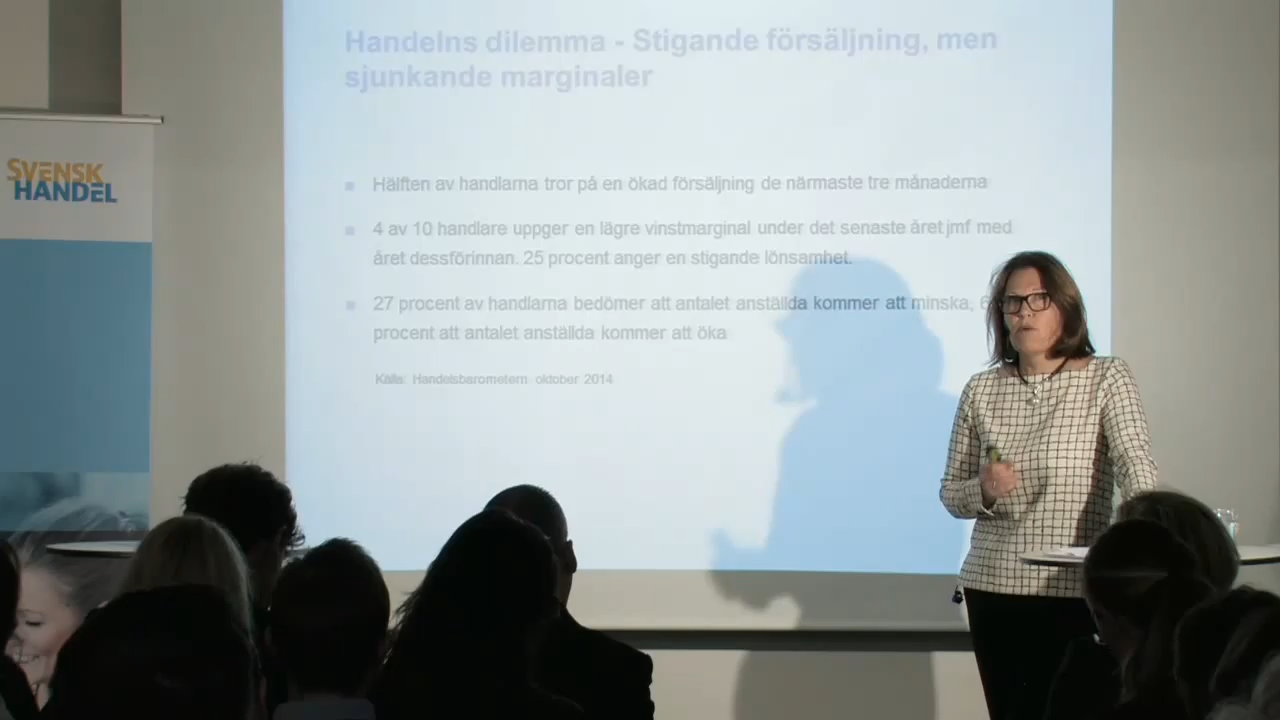 Handelns dilemma - Stigande försäljning, men
sjunkande marginaler
SVENSK
HANDEL
Hälften av handlarna tror på en ökad försäljning de närmaste tre månaderna
4 av 10 handlare uppger en lägre vinstmarginal under det senaste året jmf med
året dessförinnan. 25 procent anger en stigande lönsamhet.
27 procent av handlarna bedömer att antalet anställda kommer att minska,
procent att antalet anställda kommer att öka
Källa: Handelsbarometern oktober 2014